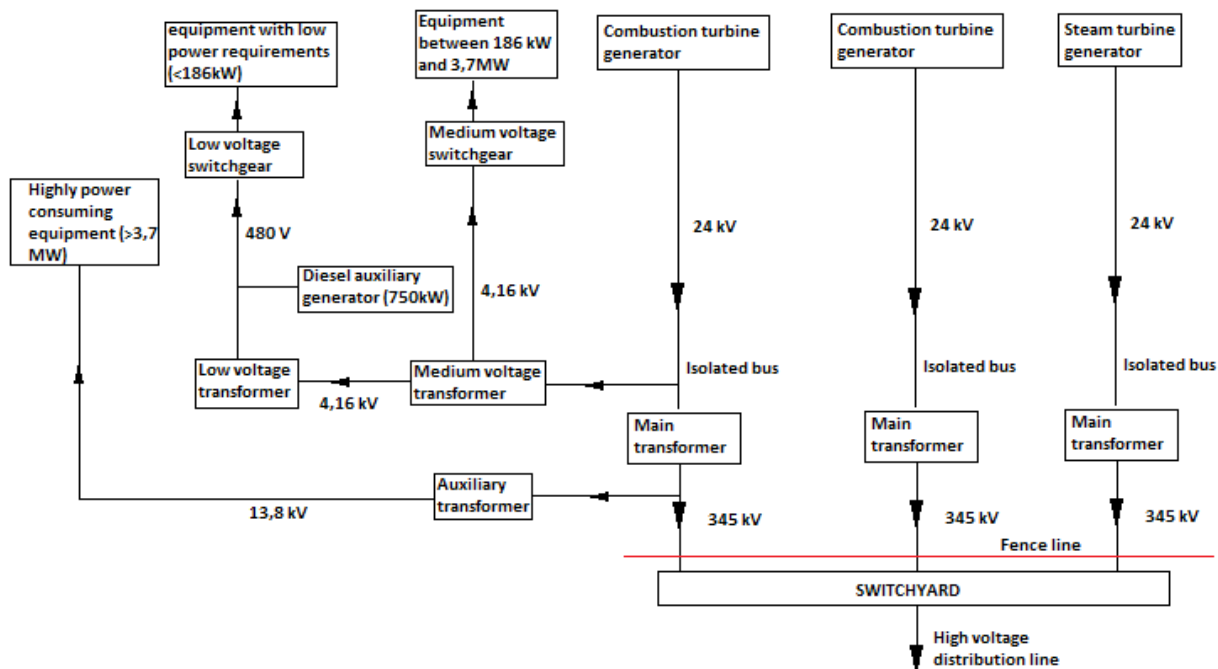 equipment with low
power requirements
(<186kW)
Equipment
between 186 kW
and 3,7MW
Combustion turbine
generator
Combustion turbine
generator
Steam turbine
generator
Low voltage
switchgear
Medium voltage
switchgear
Highly power
consuming
equipment (>3,7
MW)
480 V
24 kV
24 kV
24 kV
Diesel auxiliary
generator (750kW)
4,16 kV
Low voltage
transformer
4,16 kV
Medium voltage
transformer
Isolated bus
Isolated bus
Isolated bus
Main
transformer
Main
transformer
Main
transformer
Auxiliary
transformer
13,8 kV
345 kV
345 kV
345 kV
Fence line
SWITCHYARD
High voltage
distribution line